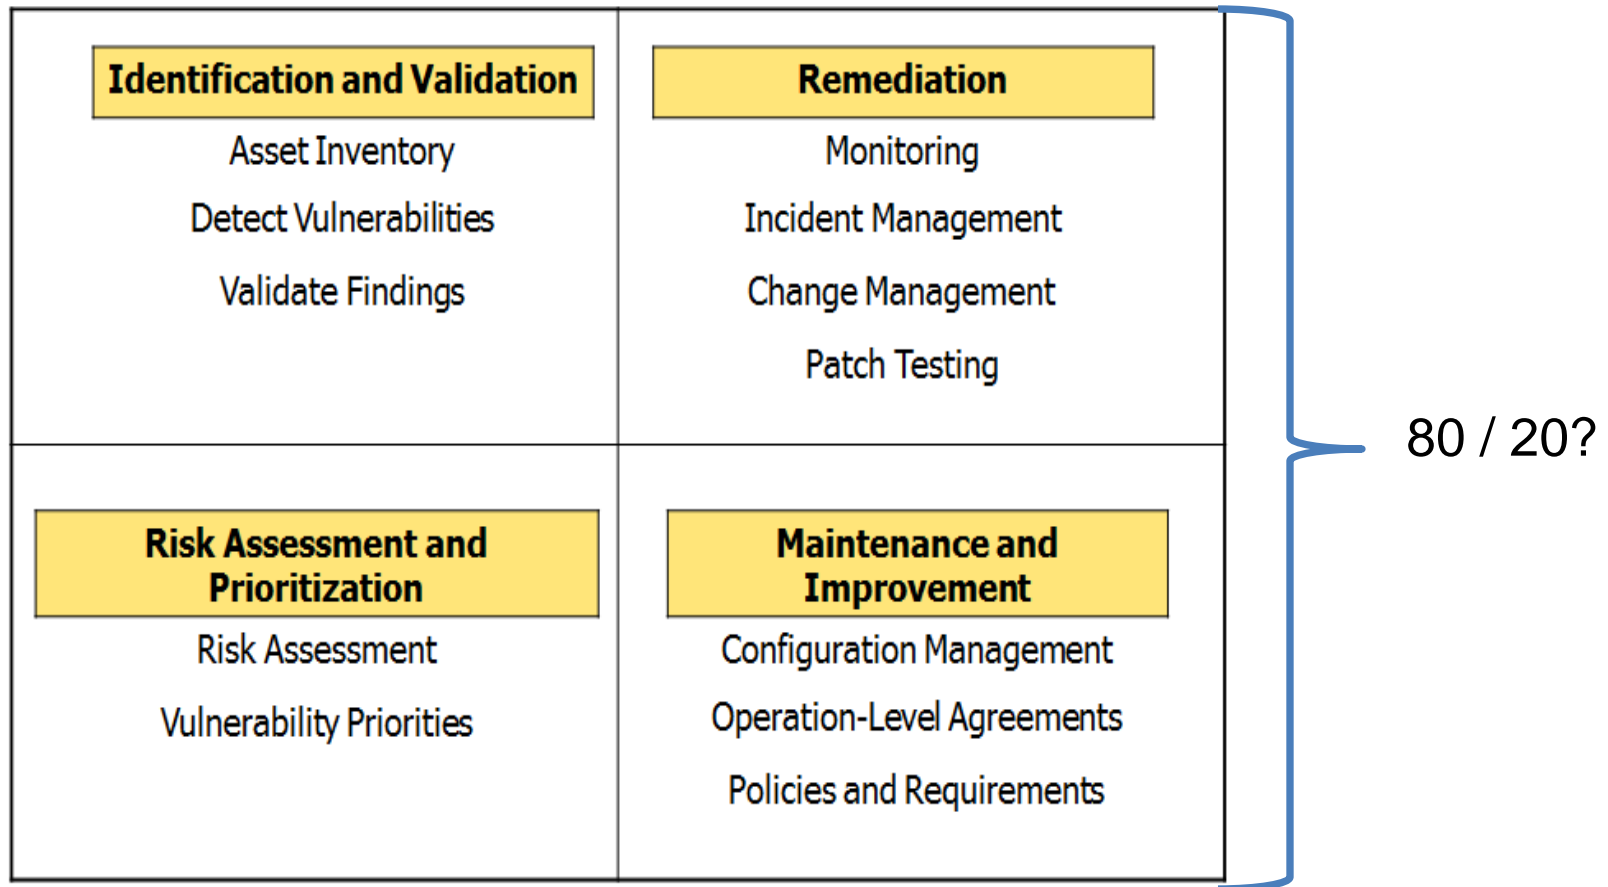 Identification and Validation
Asset Inventory
Detect Vulnerabilities
Validate Findings
Remediation
Monitoring
Incident Management
Change Management
Patch Testing
Risk Assessment and
Prioritization
Risk Assessment
Vulnerability Priorities
Maintenance and
Improvement
Configuration Management
Operation-Level Agreements
Policies and Requirements
80 / 20?